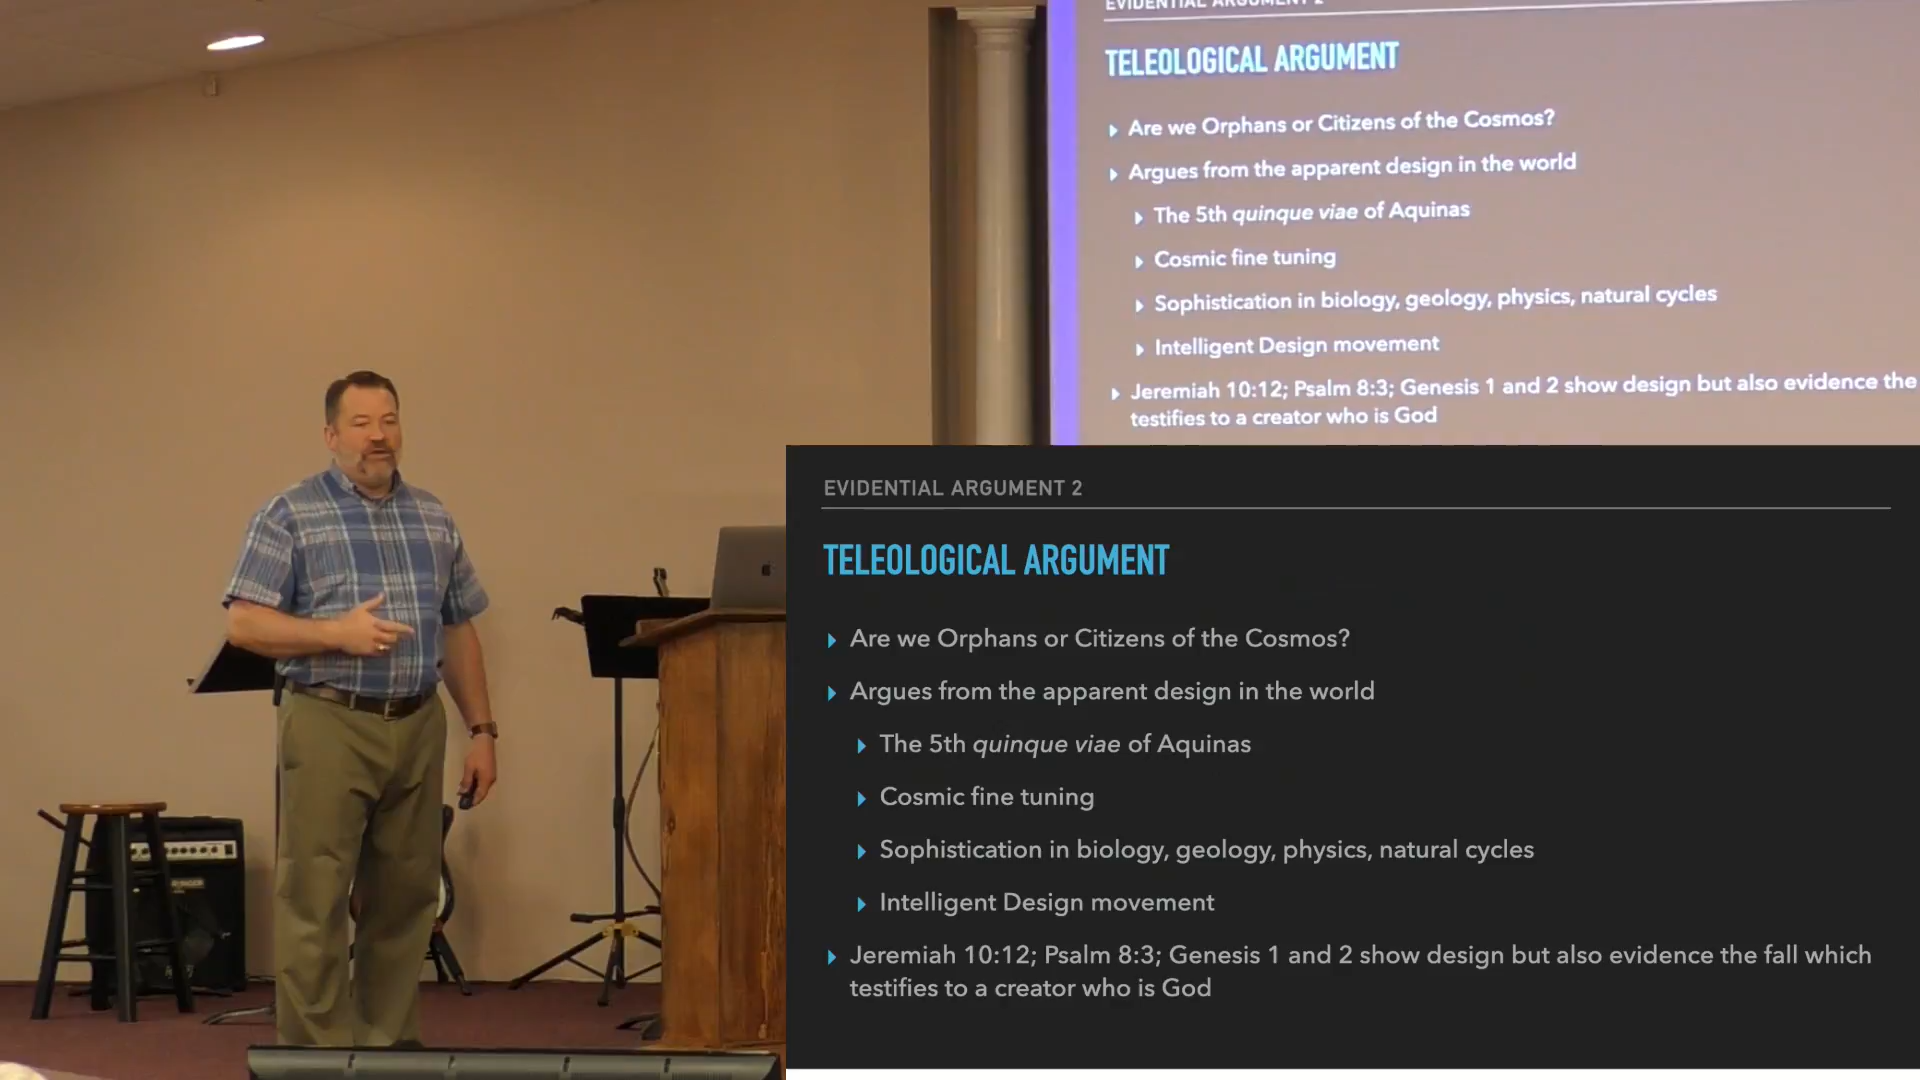 EVIDENTIAL ARGUMENT 2
TELEOLOGICAL ARGUMENT
Are we Orphans or Citizens of the Cosmos?
Argues from the apparent design in the world
The 5th quinque viae of Aquinas
Cosmic fine tuning
Sophistication in biology, geology, physics, natural cycles
Intelligent Design movement
Jeremiah 10:12; Psalm 8:3; Genesis 1 and 2 show design but also evidence the
testifies to a creator who is God
EVIDENTIAL ARGUMENT 2
TELEOLOGICAL ARGUMENT
Are we Orphans or Citizens of the Cosmos?
Argues from the apparent design in the world
The 5th quinque viae of Aquinas
Cosmic fine tuning
Sophistication in biology, geology, physics, natural cycles
Intelligent Design movement
Jeremiah 10:12; Psalm 8:3; Genesis 1 and 2 show design but also evidence the fall which
testifies to a creator who is God